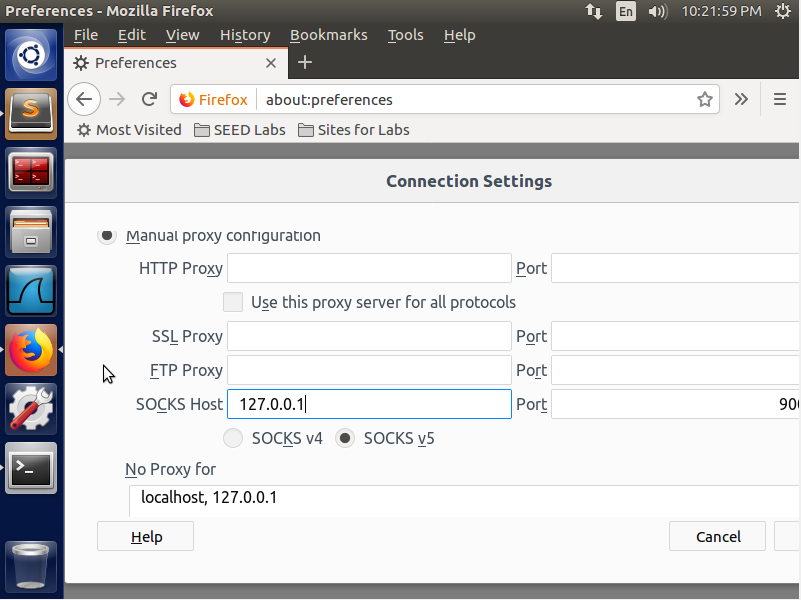 Preferences - Mozilla Firefox En 10:21:59 PM
File Edit View History Bookmarks Tools Help
Preferences
Firefox about:preferences
Most Visited SEED Labs Sites for Labs
Connection Settings
Manual proxy configuration
HTTP Proxy Port
Use this proxy server for all protocols
SSL Proxy Port
FTP Proxy Port
SOCKS Host 127.0.0.1 Port
SOCKS v4 SOCKS v5
No Proxy for
localhost, 127.0.0.1
Help Cancel